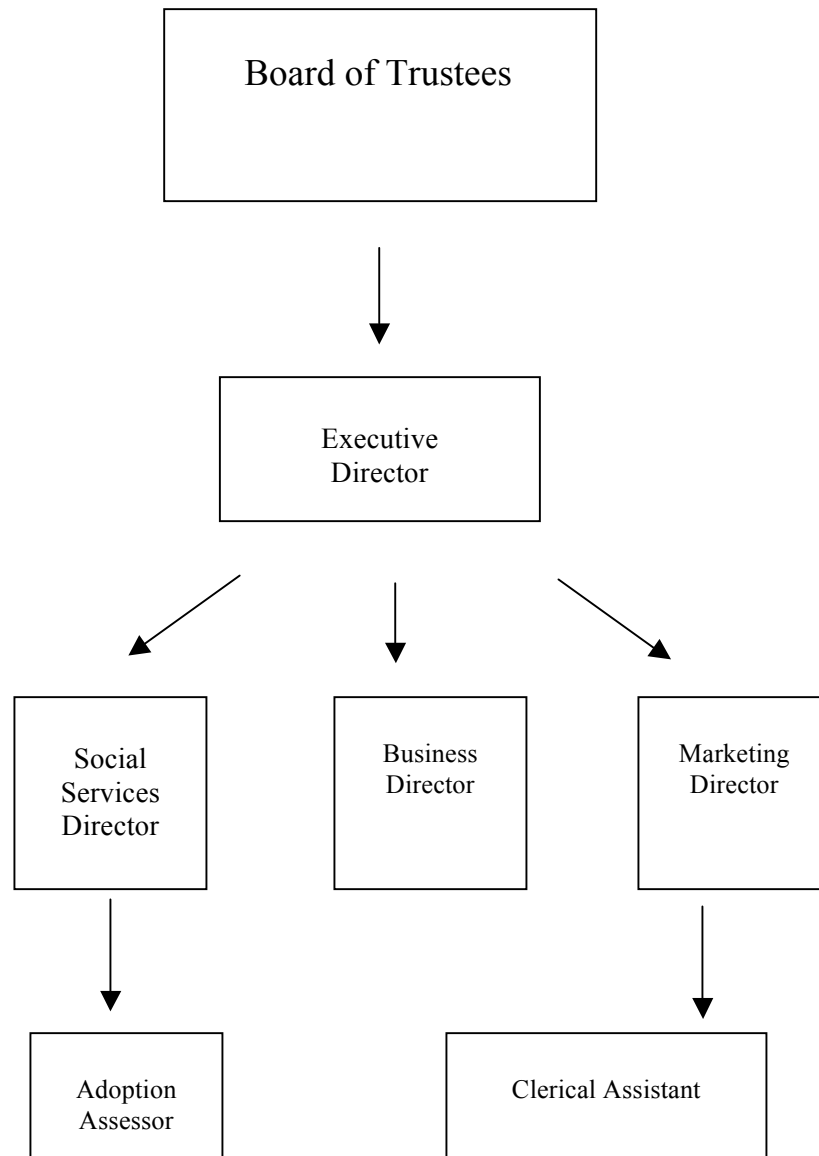 Board of Trustees
Executive
Director
Social
Services
Director
Business
Director
Marketing
Director
Adoption
Assessor
Clerical Assistant